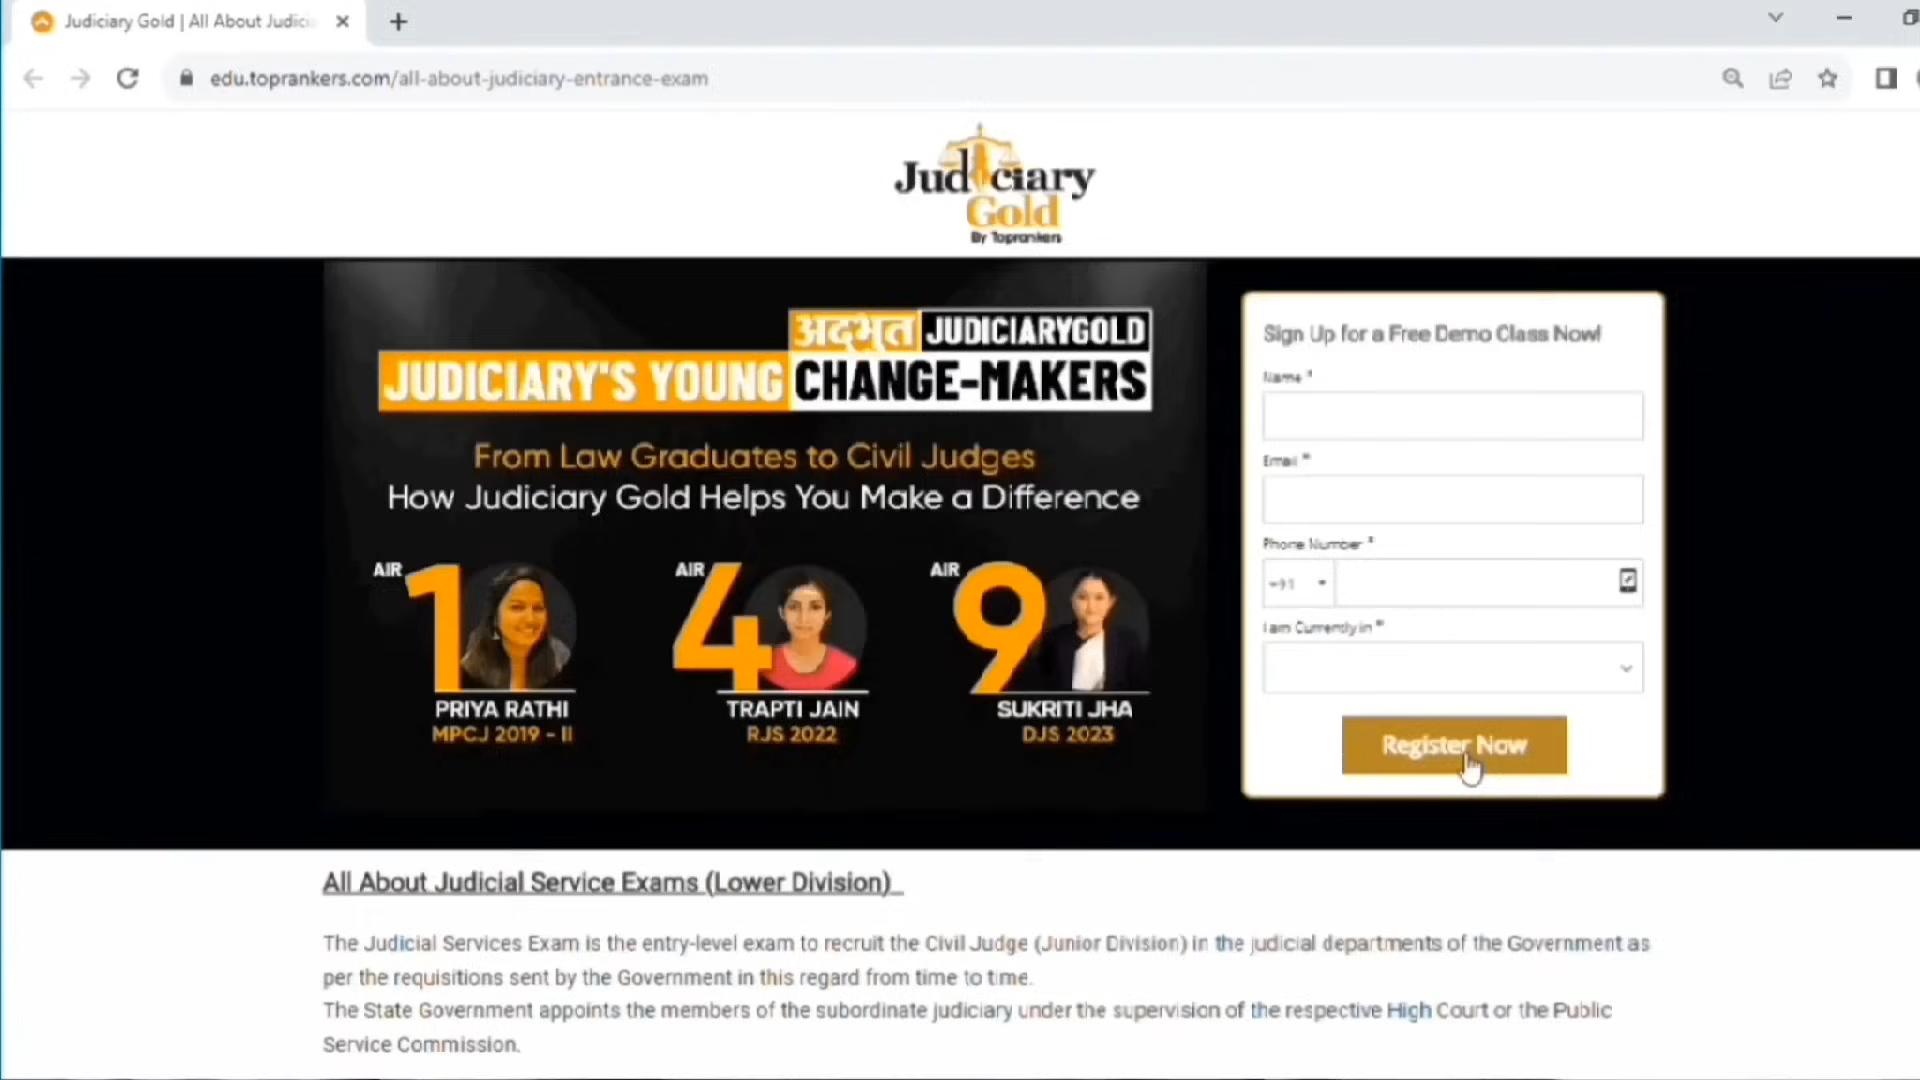 Judiciary Gold | All About Judici
edu.toprankers.com/all-about-judiciary-entrance-exam
Judiciary
Gold
By Toprankers
अद्भुत JUDICIARYGOLD
JUDICIARY'S YOUNG CHANGE-MAKERS
From Law Graduates to Civil Judges
How Judiciary Gold Helps You Make a Difference
AIR 1
PRIYA RATHI
MPCJ 2019 - II
AIR 4
TRAPTI JAIN
RJS 2022
AIR 9
SUKRITI JHA
DJS 2023
Sign Up for a Free Demo Class Now!
Name *
Email *
Phone Number *
+91
I am Currently in *
Register Now
All About Judicial Service Exams (Lower Division)
The Judicial Services Exam is the entry-level exam to recruit the Civil Judge (Junior Division) in the judicial departments of the Government as
per the requisitions sent by the Government in this regard from time to time.
The State Government appoints the members of the subordinate judiciary under the supervision of the respective High Court or the Public
Service Commission.